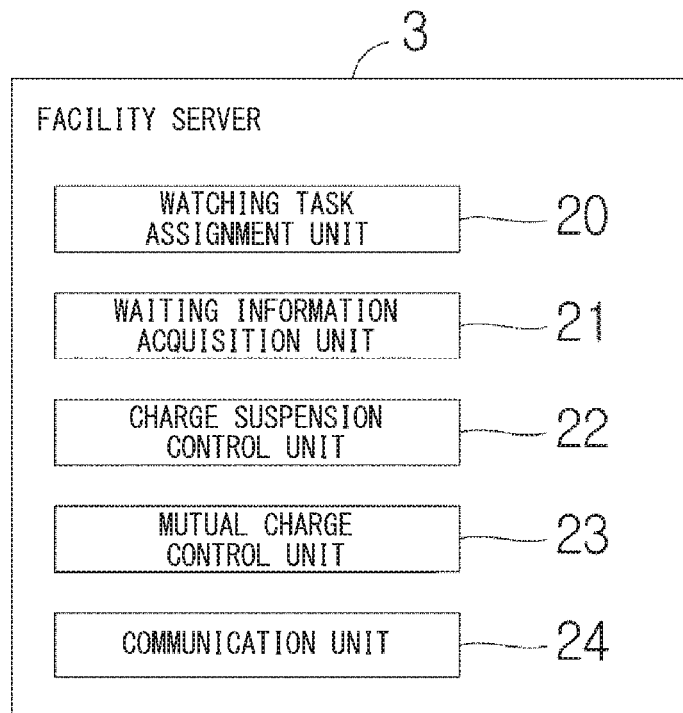 3
FACILITY SERVER
WATCHING TASK
ASSIGNMENT UNIT
20
WAITING INFORMATION
ACQUISITION UNIT
21
CHARGE SUSPENSION
CONTROL UNIT
22
MUTUAL CHARGE
CONTROL UNIT
23
COMMUNICATION UNIT
24